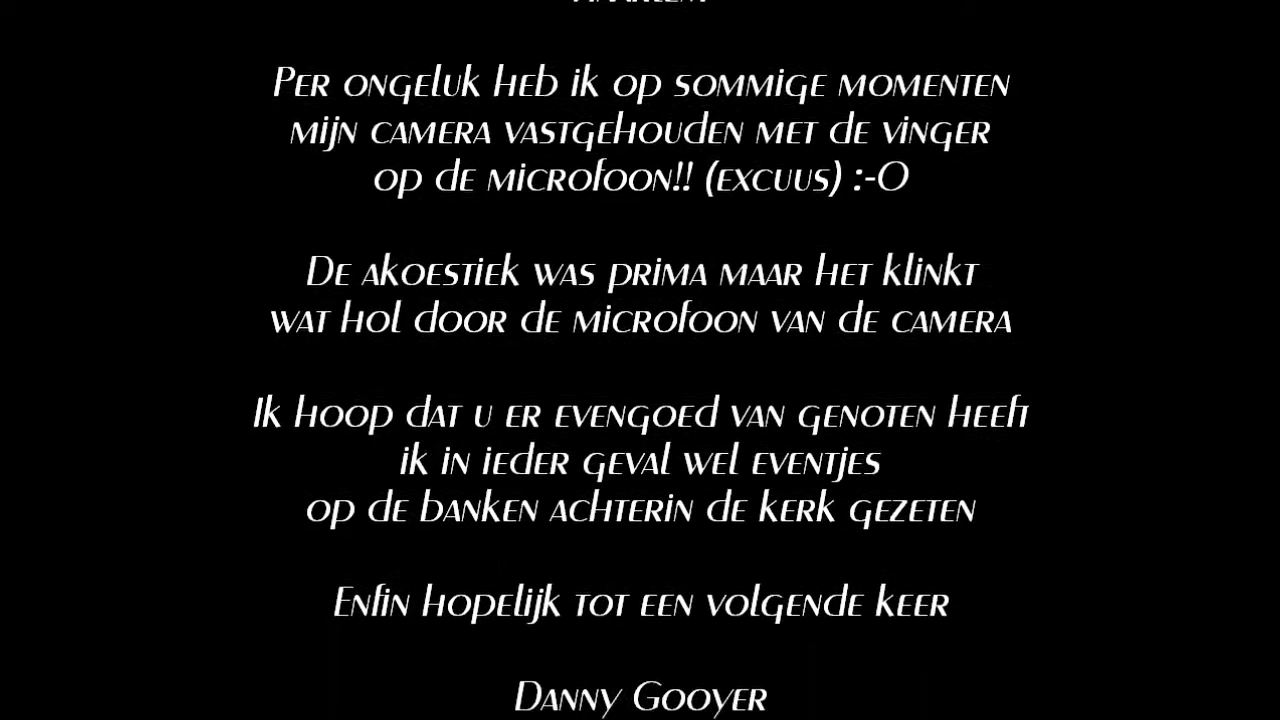 Per ongeluk heb ik op sommige momenten
mijn camera vastgehouden met de vinger
op de microfoon!! (excuus) :-O
De akoestiek was prima maar het klinkt
wat hol door de microfoon van de camera
Ik hoop dat u er evengoed van genoten heeft
ik in ieder geval wel eventjes
op de banken achterin de kerk gezeten
Enfin hopelijk tot een volgende keer
Danny Gooyer